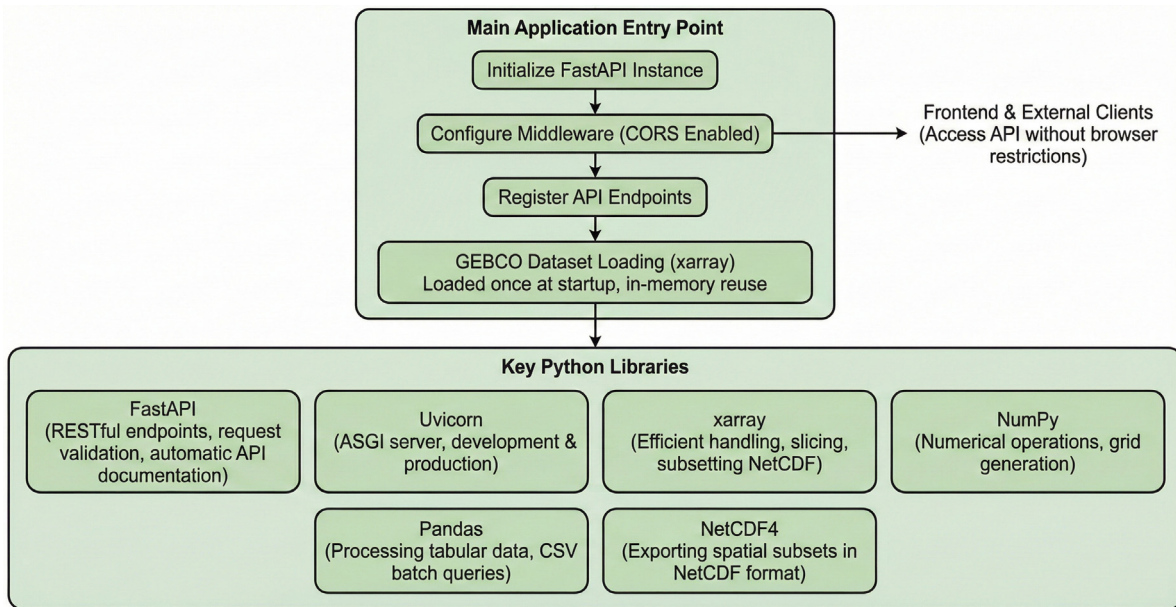 Main Application Entry Point
Initialize FastAPI Instance
Configure Middleware (CORS Enabled)
Frontend & External Clients
(Access API without browser
restrictions)
Register API Endpoints
GEBCO Dataset Loading (xarray)
Loaded once at startup, in-memory reuse
Key Python Libraries
FastAPI
(RESTful endpoints, request
validation, automatic API
documentation)
Uvicorn
(ASGI server, development &
production)
xarray
(Efficient handling, slicing,
subsetting NetCDF)
NumPy
(Numerical operations, grid
generation)
Pandas
(Processing tabular data, CSV
batch queries)
NetCDF4
(Exporting spatial subsets in
NetCDF format)